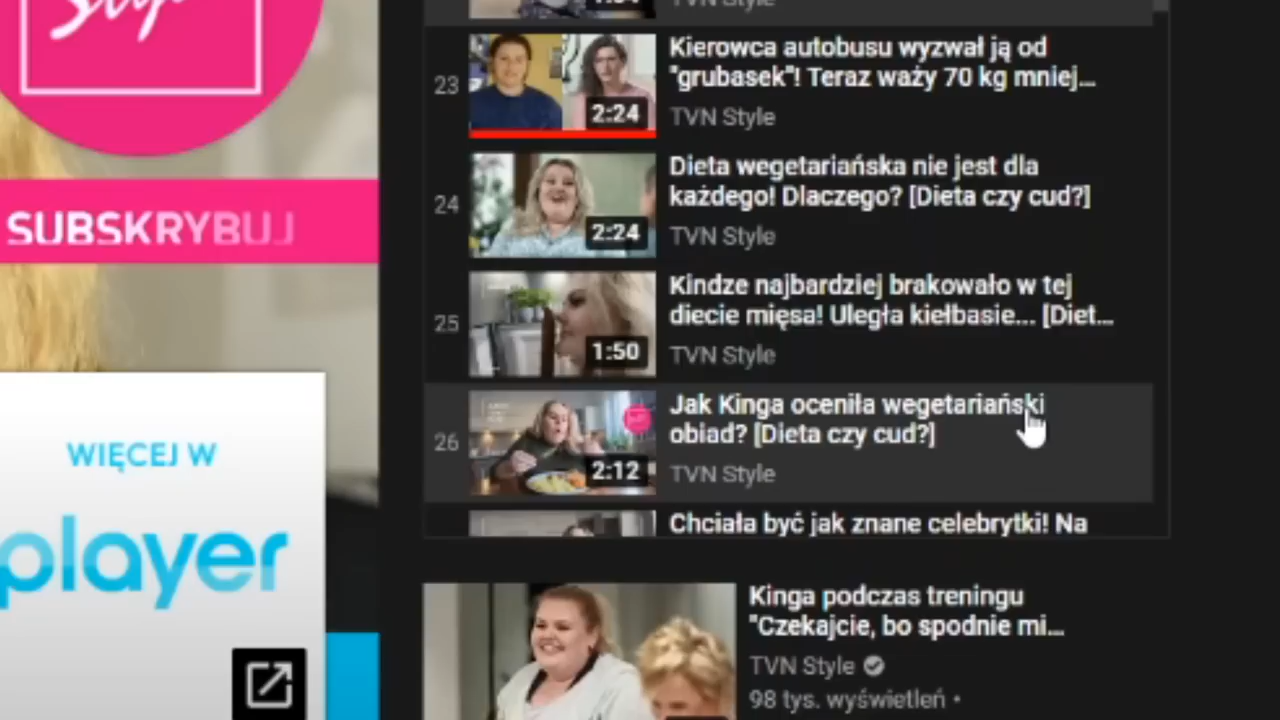 Style
SUBSKRYBUJ
WIĘCEJ W
player
TVN Style
23
2:24
Kierowca autobusu wyzwał ją od
"grubasek"! Teraz waży 70 kg mniej...
TVN Style
24
2:24
Dieta wegetariańska nie jest dla
każdego! Dlaczego? [Dieta czy cud?]
TVN Style
25
1:50
Kindze najbardziej brakowało w tej
diecie mięsa! Uległa kiełbasie... [Diet...
TVN Style
26
2:12
Jak Kinga oceniła wegetariański
obiad? [Dieta czy cud?]
TVN Style
Chciała być jak znane celebrytki! Na
Kinga podczas treningu
"Czekajcie, bo spodnie mi...
TVN Style
98 tys. wyświetleń •